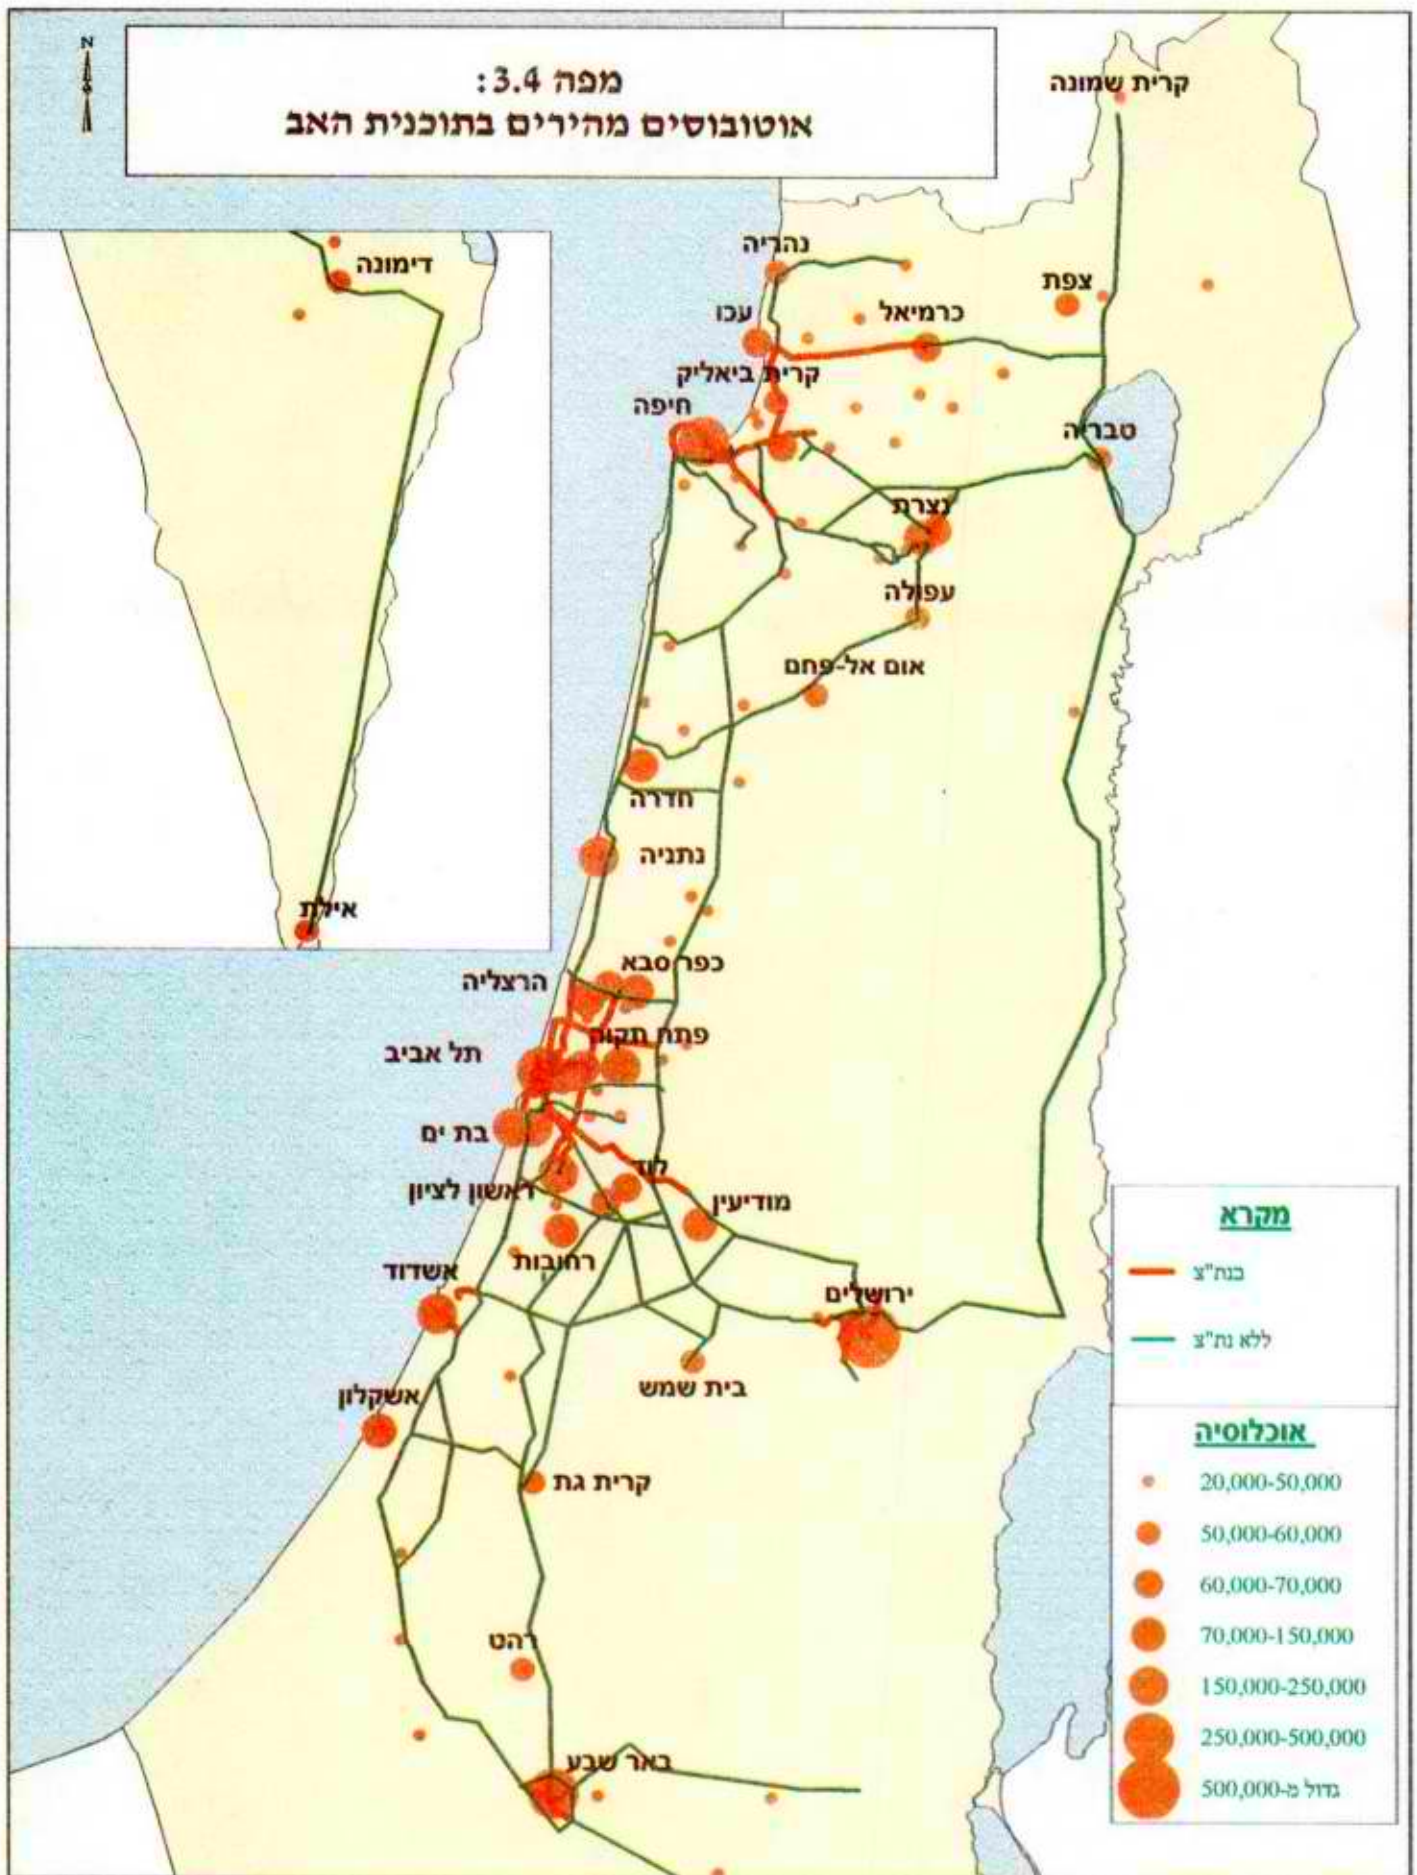 N
מפה 3.4:
אוטובוסים מהירים בתוכנית האב
קרית שמונה
נהריה
דימונה
צפת
עכו
כרמיאל
קרית ביאליק
חיפה
טבריה
נצרת
עפולה
אום אל-פחם
חדרה
נתניה
אילת
כפר סבא
הרצליה
פתח תקוה
תל אביב
בת ים
לוד
ראשון לציון
מודיעין
רחובות
אשדוד
ירושלים
בית שמש
אשקלון
קרית גת
רהט
באר שבע
מקרא
בנת"צ
ללא נת"צ
אוכלוסיה
20,000-50,000
50,000-60,000
60,000-70,000
70,000-150,000
150,000-250,000
250,000-500,000
גדול מ-500,000